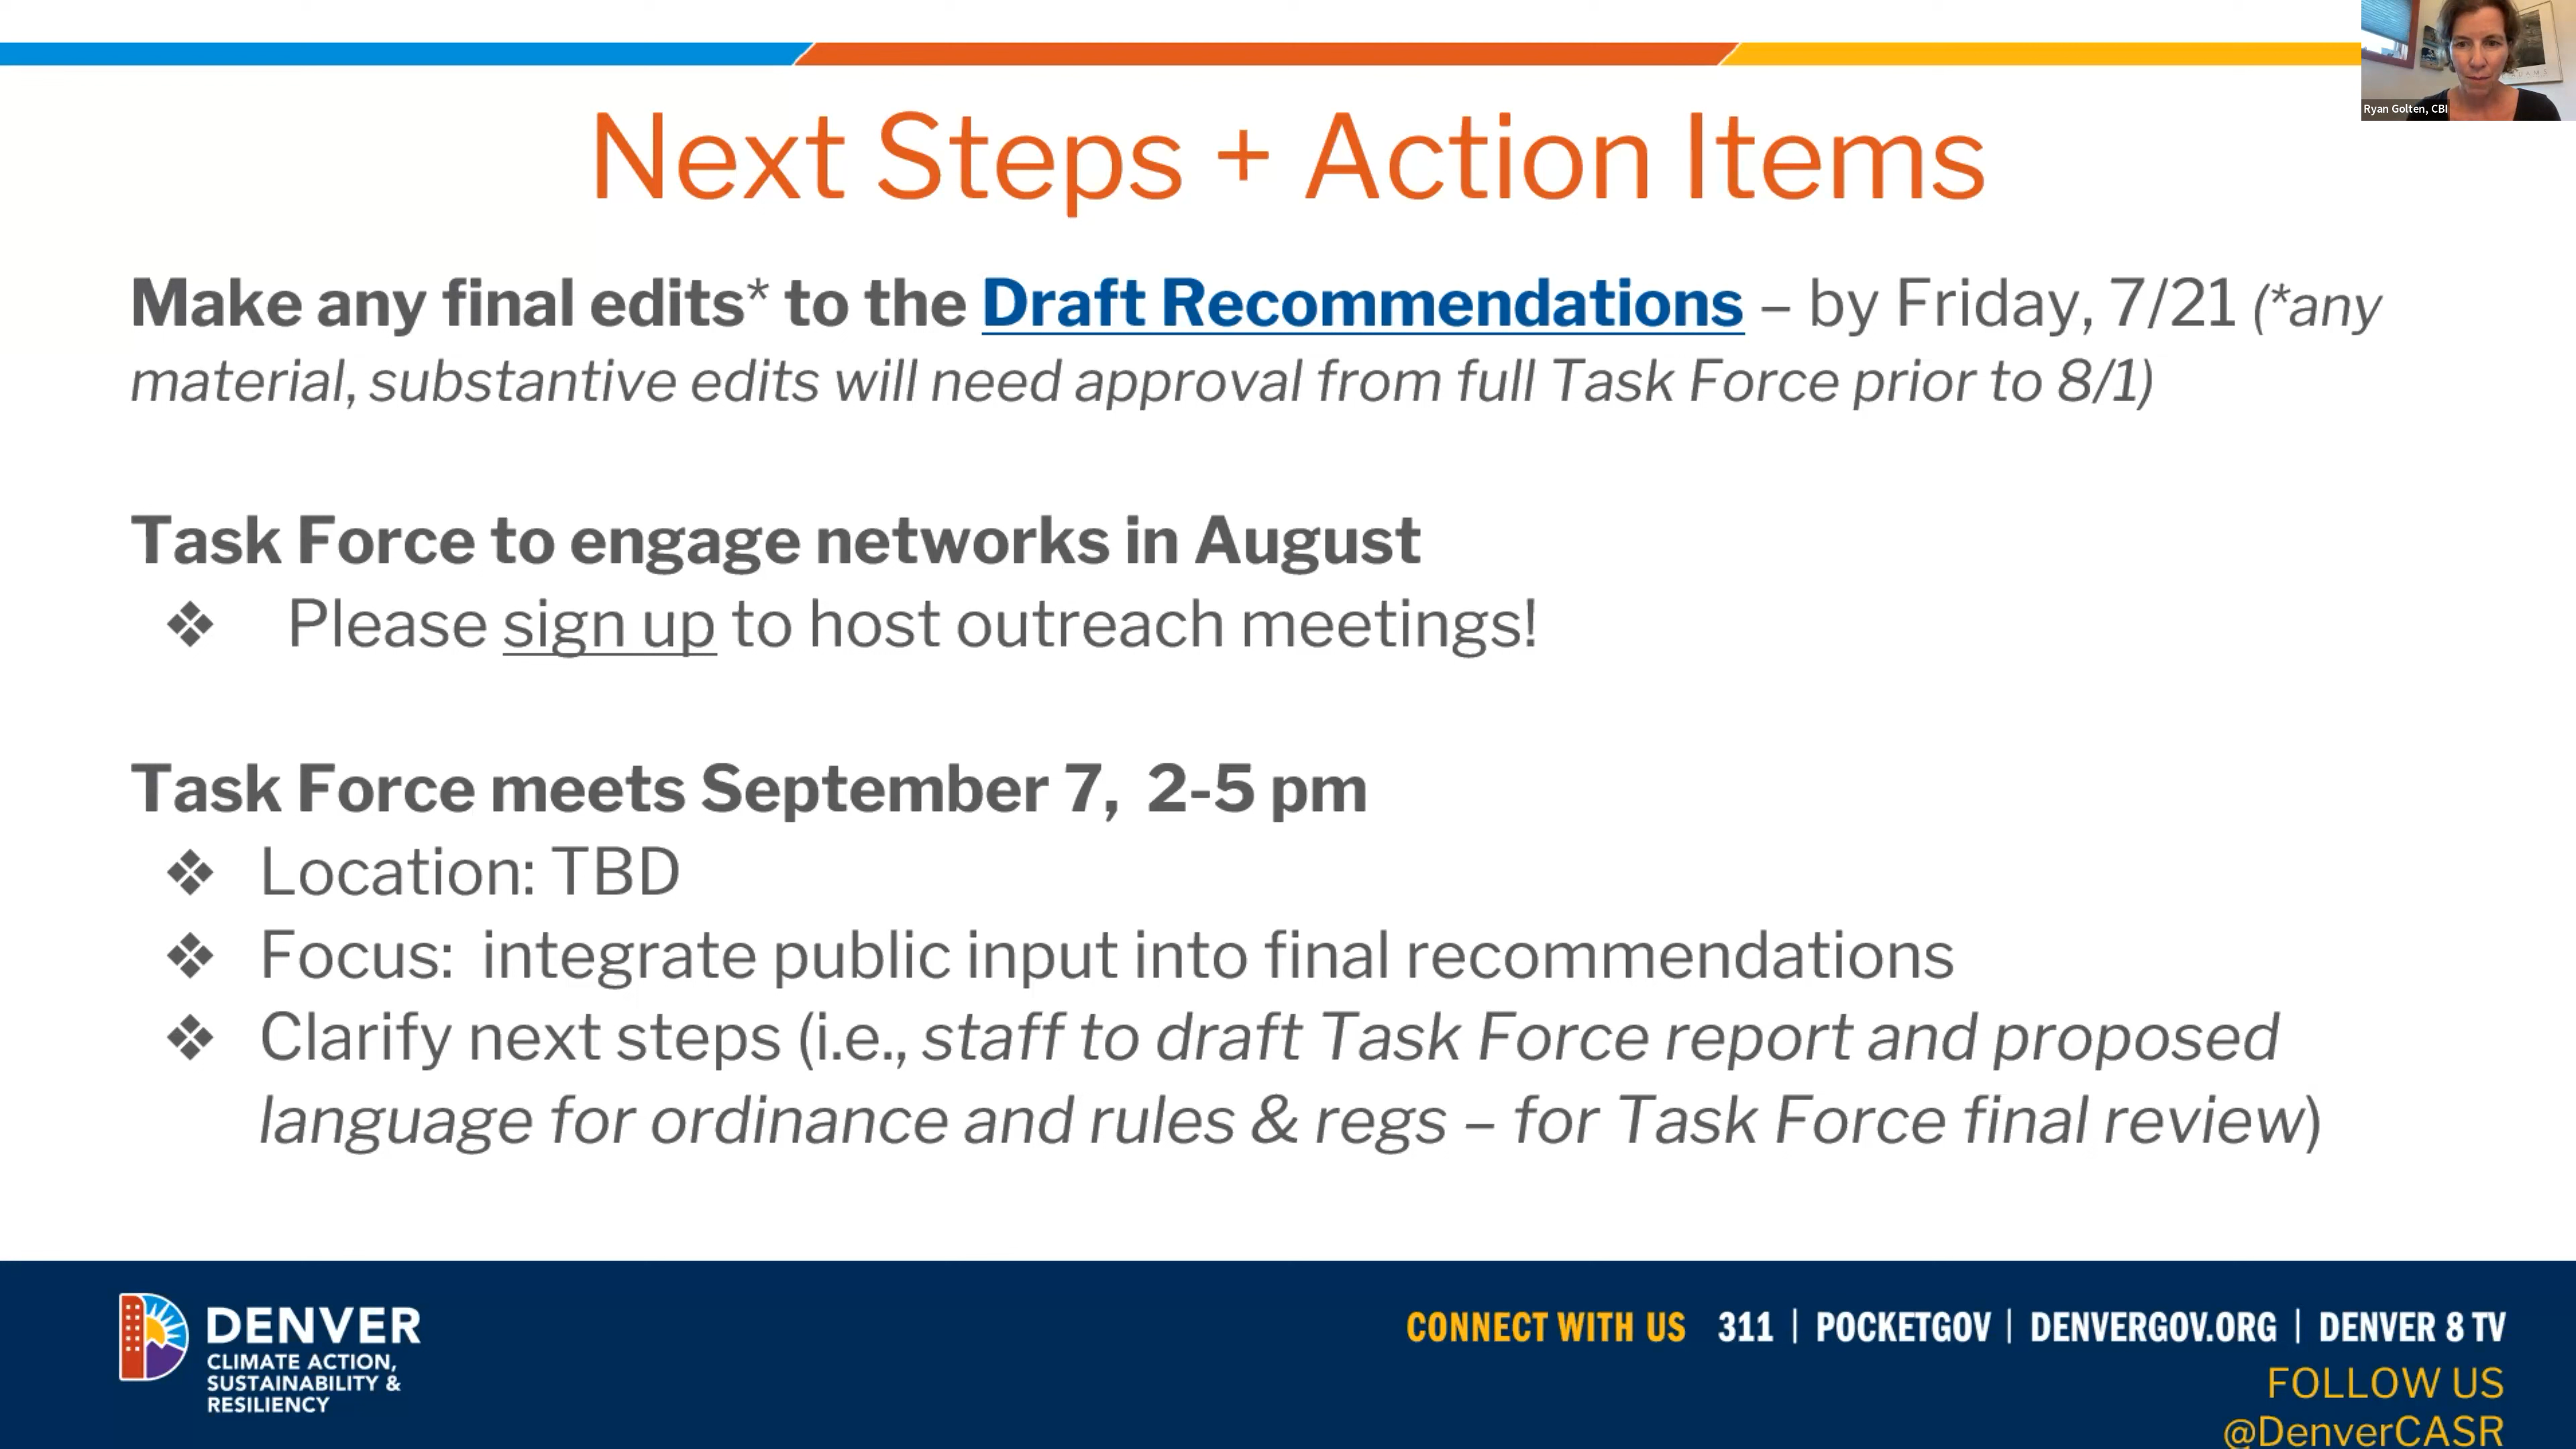 Ryan Golten, CBI
Next Steps + Action Items
Make any final edits* to the Draft Recommendations – by Friday, 7/21 (*any
material, substantive edits will need approval from full Task Force prior to 8/1)
Task Force to engage networks in August
❖ Please sign up to host outreach meetings!
Task Force meets September 7, 2-5 pm
❖ Location: TBD
❖ Focus: integrate public input into final recommendations
❖ Clarify next steps (i.e., staff to draft Task Force report and proposed
language for ordinance and rules & regs – for Task Force final review)
DENVER
CLIMATE ACTION,
SUSTAINABILITY &
RESILIENCY
CONNECT WITH US 311 | POCKETGOV | DENVERGOV.ORG | DENVER 8 TV
FOLLOW US
@DenverCASR